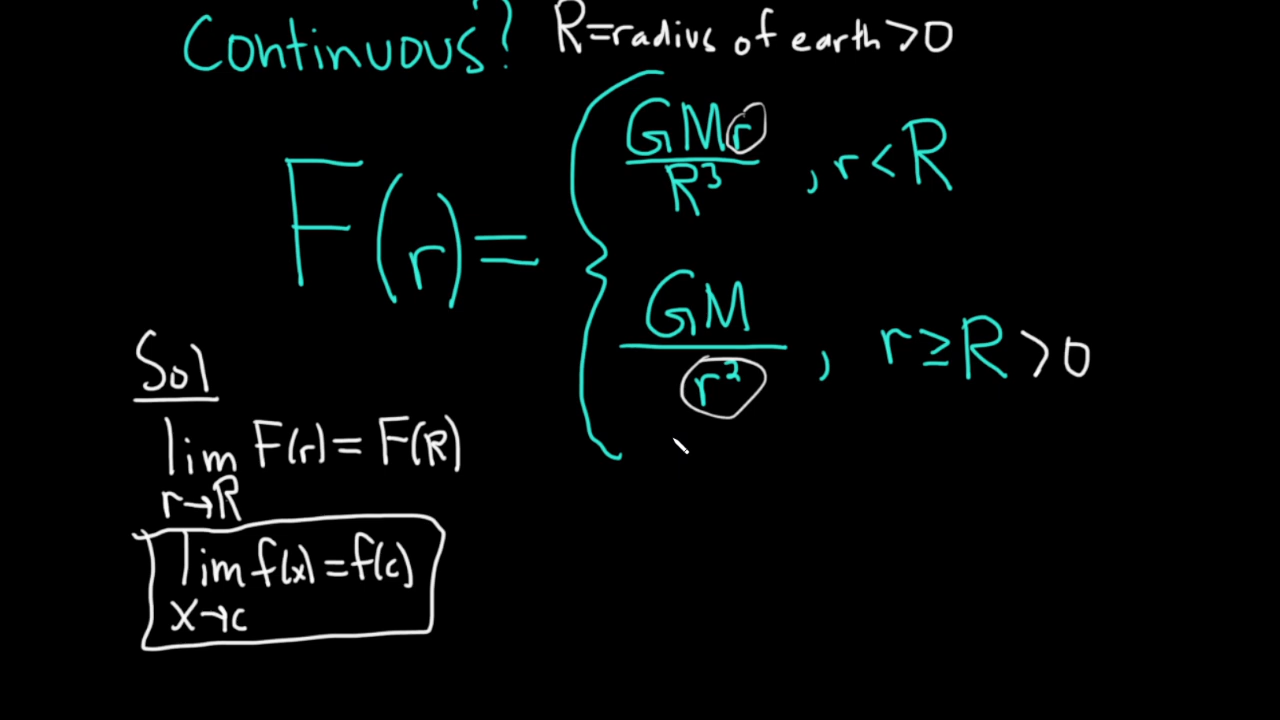 Continuous? R=radius of earth >0
F(r) = { GMr/R³ , r<R
GM/r² , r≥R >0
Sol
lim F(r) = F(R)
r→R
lim f(x) = f(c)
x→c